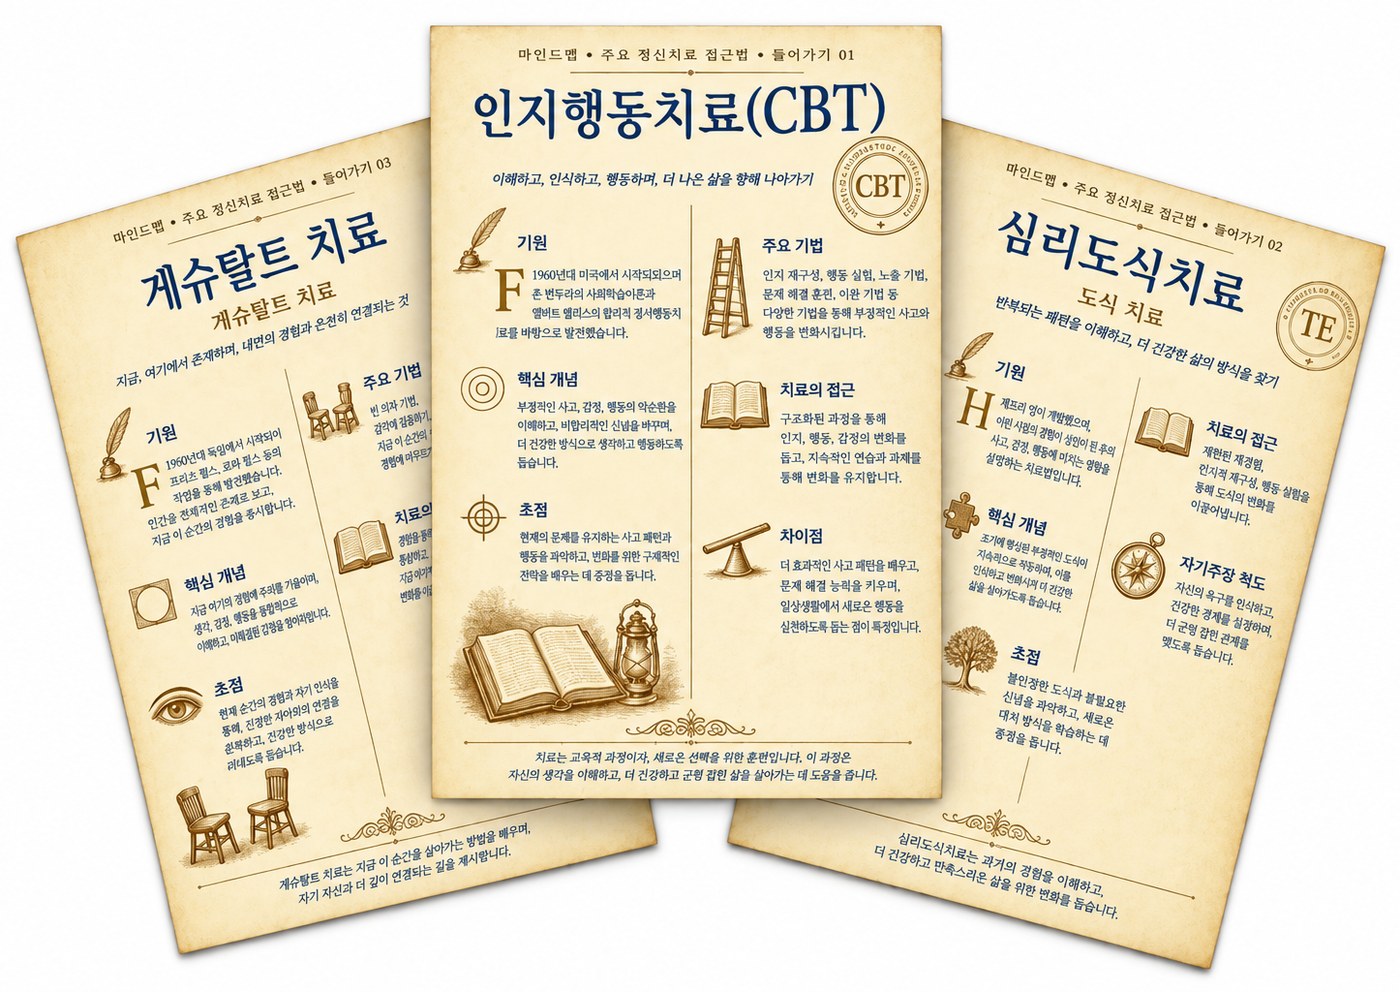 마인드맵 • 주요 정신치료 접근법 • 들어가기 03
게슈탈트 치료
게슈탈트 치료
지금, 여기에서 존재하며, 내면의 경험과 온전히 연결되는 것
기원
F
1960년대 독일에서 시작되이
프리츠 펄스, 로라 펄스 등의
작업을 통해 발전했습니다.
인간을 전체적인 존재로 보고,
지금 이 순간의 경험을 중시합니다.
핵심 개념
지금 여기의 경험에 주의를 기울이며,
생각, 감정, 행동을 통합적으로
이해하고, 미해결된 감정을
초점
현재 순간의 경험과 자기 인식을
통해, 진정한 자아와의 연결을
회복하고, 건강한 방식으로
돕습니다.
주요 기법
빈 의자 기법,
감각에 집중하기,
지금 이 순간의
경험에
치료의
게슈탈트 치료는 지금 이 순간을 살아가는 방법을 배우며,
자기 자신과 더 깊이 연결되는 길을 제시합니다.
마인드맵 • 주요 정신치료 접근법 • 들어가기 01
인지행동치료(CBT)
이해하고, 인식하고, 행동하며, 더 나은 삶을 향해 나아가기
CBT
기원
F
1960년대 미국에서 시작되되으며
존 번두라의 사회학습아론과
앨버트 엘리스의 합리적 정서행동치
료를 바탕으로 발전했습니다.
핵심 개념
부정적인 사고, 감정, 행동의 악순환을
이해하고, 비합리적인 신념을 바꾸며,
더 건강한 방식으로 생각하고 행동하도록
돕습니다.
초점
현재의 문제를 유지하는 사고 패턴과
행동을 파악하고, 변화를 위한 구체적인
전략을 배우는 데 중점을 둡니다.
주요 기법
인지 재구성, 행동 실험, 노출 기법,
문제 해결 훈련, 이완 기법 등
다양한 기법을 통해 부정적인 사고와
행동을 변화시킵니다.
치료의 접근
구조화된 과정을 통해
인지, 행동, 감정의 변화를
돕고, 지속적인 연습과 과제를
통해 변화를 유지합니다.
차이점
더 효과적인 사고 패턴을 배우고,
문제 해결 능력을 키우며,
일상생활에서 새로운 행동을
실천하도록 돕는 점이 특징입니다.
치료는 교육적 과정이자, 새로운 선택을 위한 훈련입니다. 이 과정은
자신의 생각을 이해하고, 더 건강하고 균형 잡힌 삶을 살아가는 데 도움을 줍니다.
마인드맵 • 주요 정신치료 접근법 • 들어가기 02
심리도식치료
도식 치료
반복되는 패턴을 이해하고, 더 건강한 삶의 방식을 찾기
TE
기원
H
제프리 영이 개발했으며,
어린 시절의 경험이 성인이 된 후의
사고, 감정, 행동에 미치는 영향을
설명하는 치료법입니다.
핵심 개념
초기에 형성된 부정적인 도식이
지속적으로 작동하며, 이를
인식하고 더 건강한
삶을 살아가도록 돕습니다.
초점
불인장한 도식과 불필요한
신념을 파악하고, 새로운
대처 방식을 학습하는 데
중점을 둡니다.
치료의 접근
재경험,
인지적 재구성, 행동 실험을
통해 도식의 변화를
이끌어냅니다.
자기주장 척도
자신의 욕구를 인식하고,
건강한 경계를 설정하며,
더 균형 잡힌 관계를
맺도록 돕습니다.
심리도식치료는 과거의 경험을 이해하고,
더 건강하고 만족스러운 삶을 위한 변화를 돕습니다.